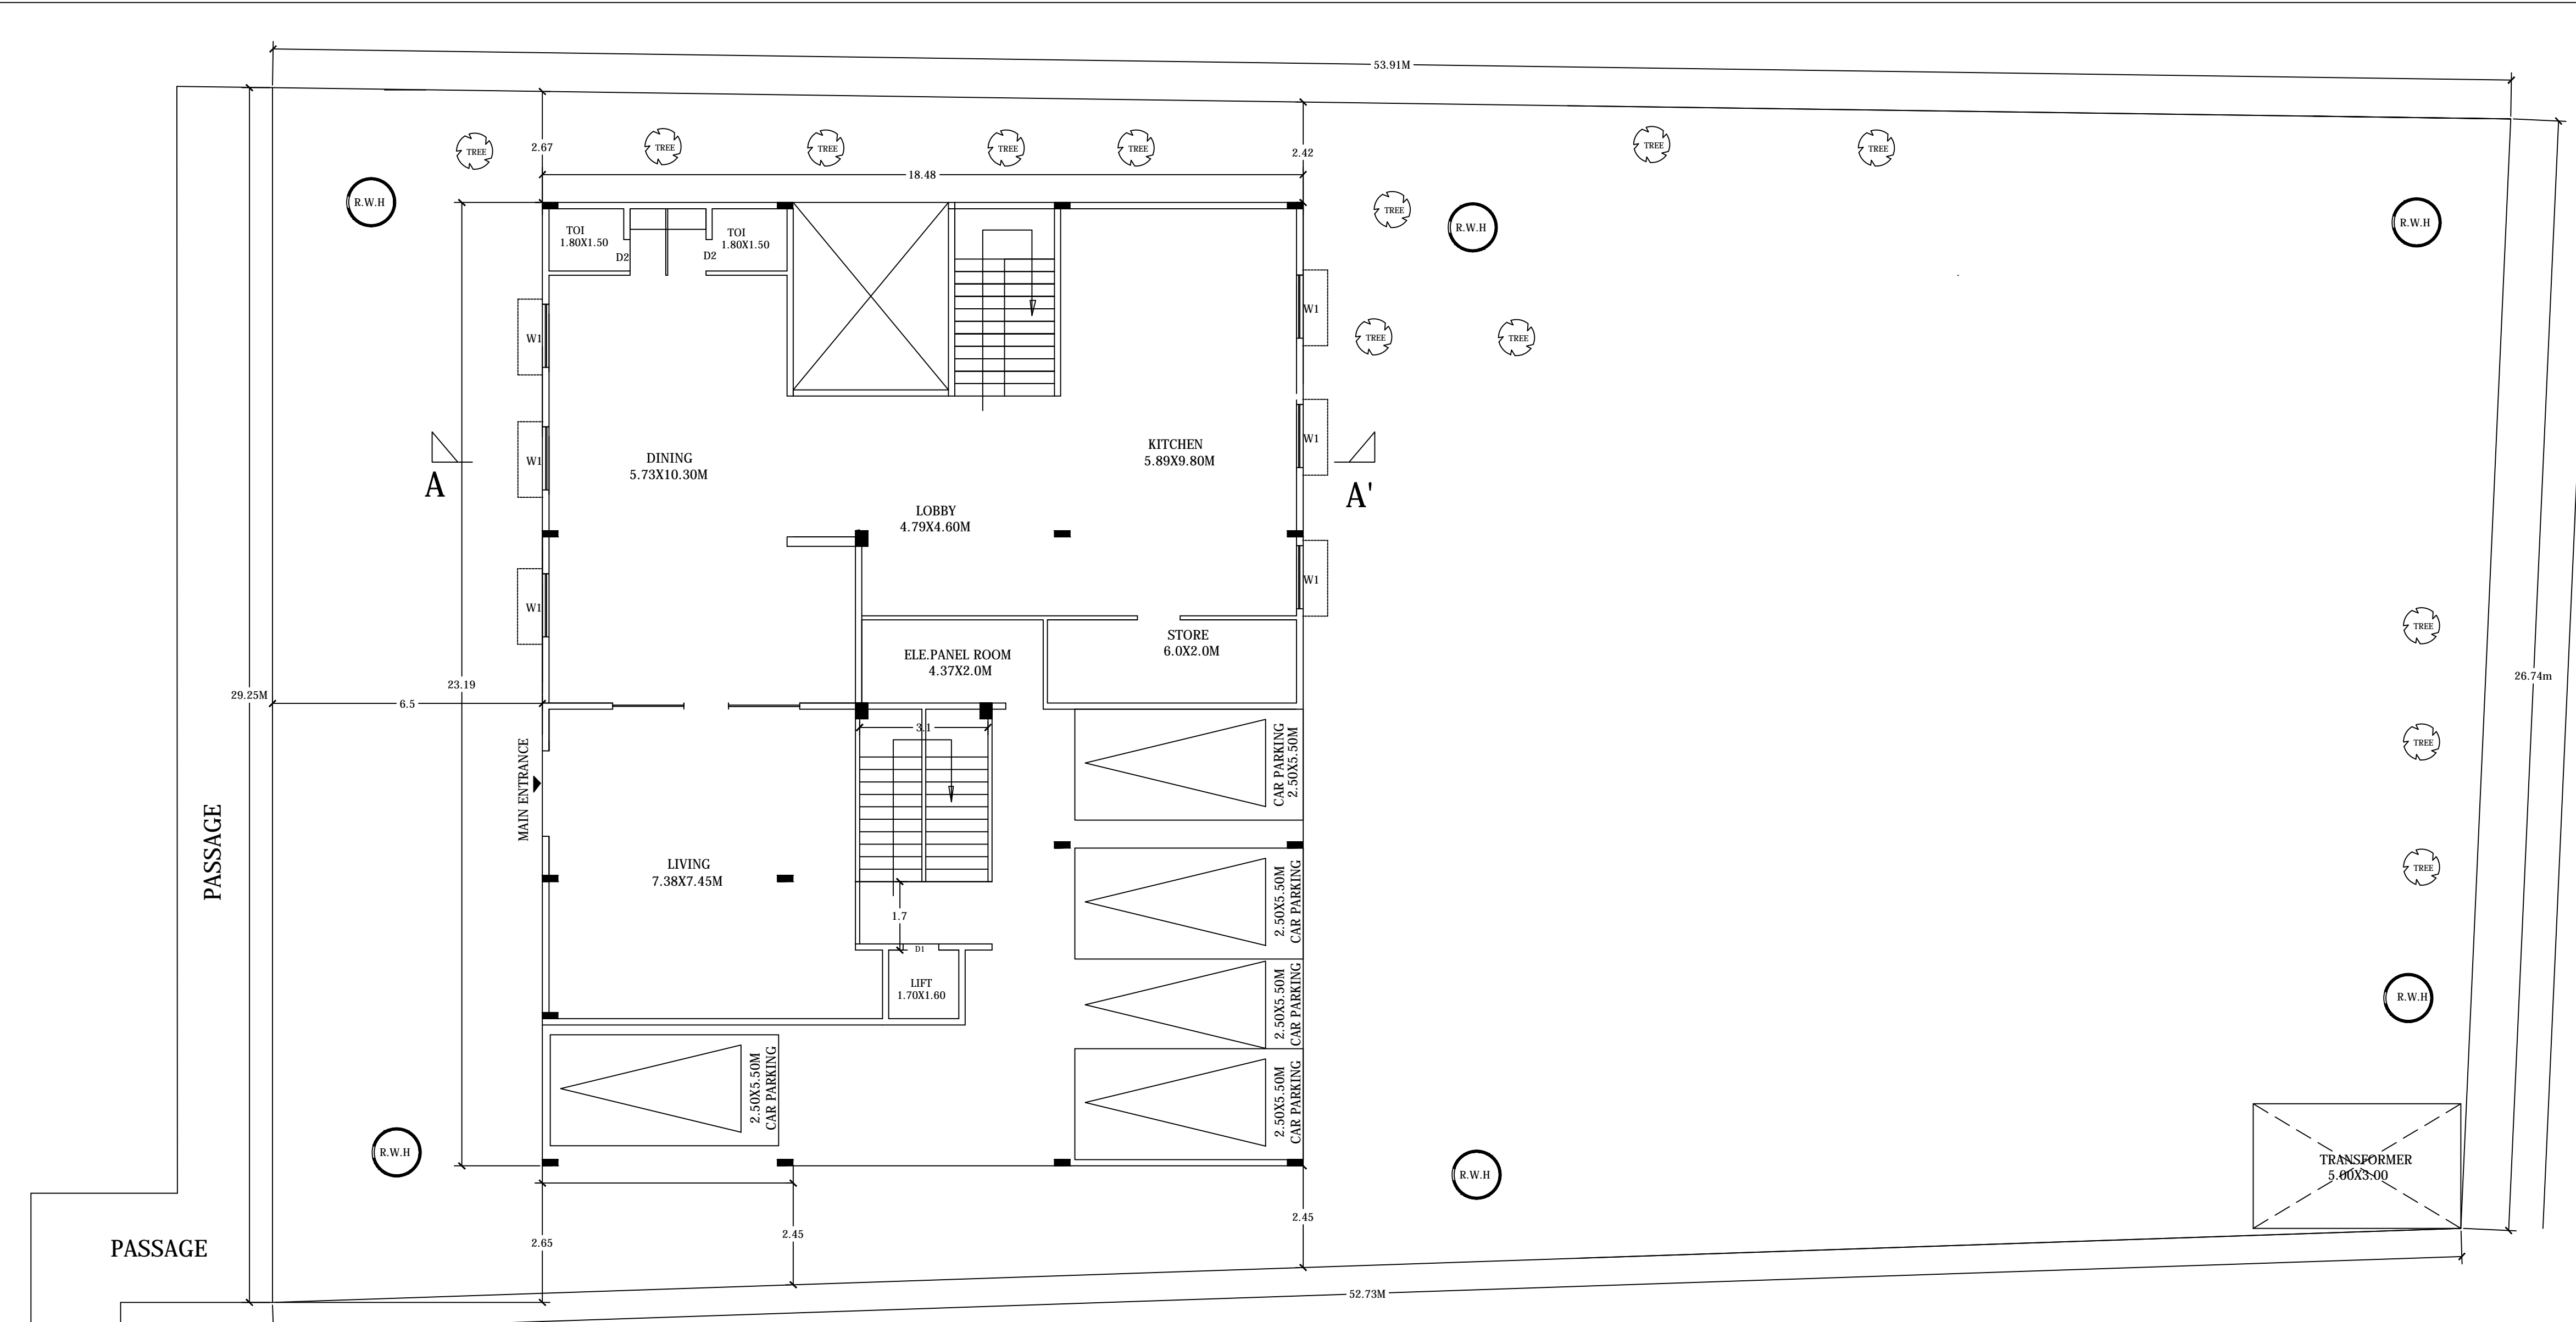 53.91M
2.67
2.42
TREE
TREE
TREE
TREE
TREE
TREE
TREE
18.48
R.W.H
TREE
R.W.H
R.W.H
TOI
1.80X1.50
TOI
1.80X1.50
D2
D2
W1
W1
TREE
TREE
W1
W1
A
A'
DINING
5.73X10.30M
KITCHEN
5.89X9.80M
LOBBY
4.79X4.60M
W1
W1
TREE
STORE
6.0X2.0M
ELE.PANEL ROOM
4.37X2.0M
29.25M
23.19
6.5
26.74m
3.1
TREE
MAIN ENTRANCE
CAR PARKING
2.50X5.50M
PASSAGE
LIVING
7.38X7.45M
TREE
2.50X5.50M
CAR PARKING
1.7
D1
LIFT
1.70X1.60
2.50X5.50M
CAR PARKING
R.W.H
2.50X5.50M
CAR PARKING
2.50X5.50M
CAR PARKING
R.W.H
R.W.H
TRANSFORMER
5.00X3.00
PASSAGE
2.65
2.45
2.45
52.73M